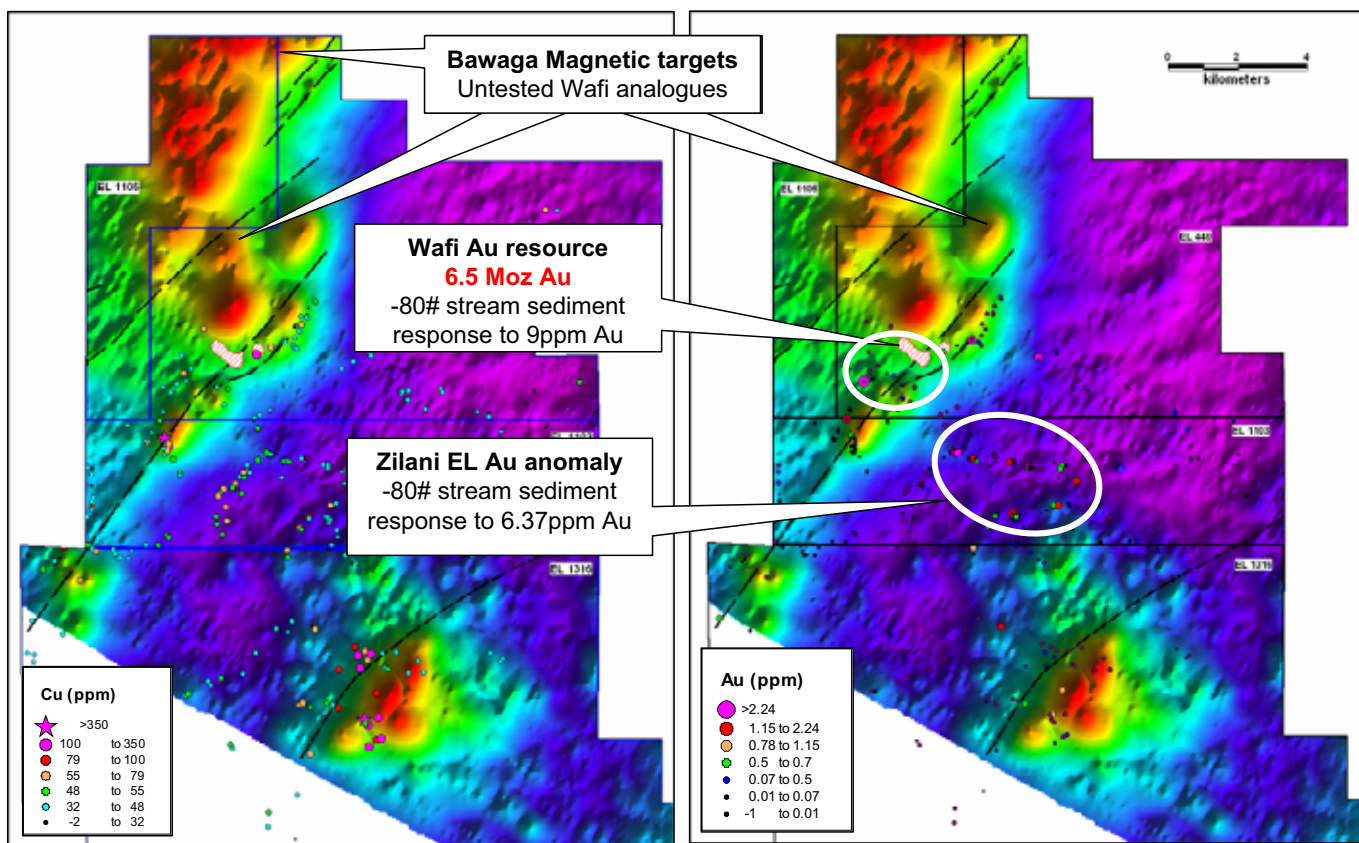 Bawaga Magnetic targets
Untested Wafi analogues
0 2 4
kilometers
EL 1105
EL 1105
EL 440
Wafi Au resource
6.5 Moz Au
-80# stream sediment
response to 9ppm Au
EL 1103
Zilani EL Au anomaly
-80# stream sediment
response to 6.37ppm Au
EL 1316
EL 1316
Cu (ppm)
>350
100 to 350
79 to 100
55 to 79
48 to 55
32 to 48
-2 to 32
Au (ppm)
>2.24
1.15 to 2.24
0.78 to 1.15
0.5 to 0.7
0.07 to 0.5
0.01 to 0.07
-1 to 0.01